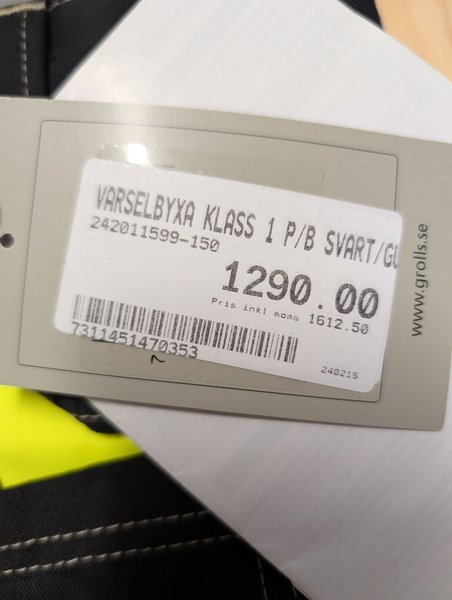 VARSELBYXA KLASS 1 P/B SVART/GU
242011599-150
1290.00
Pris inkl moms 1612.50
7311451470353
240215
www.grolls.se